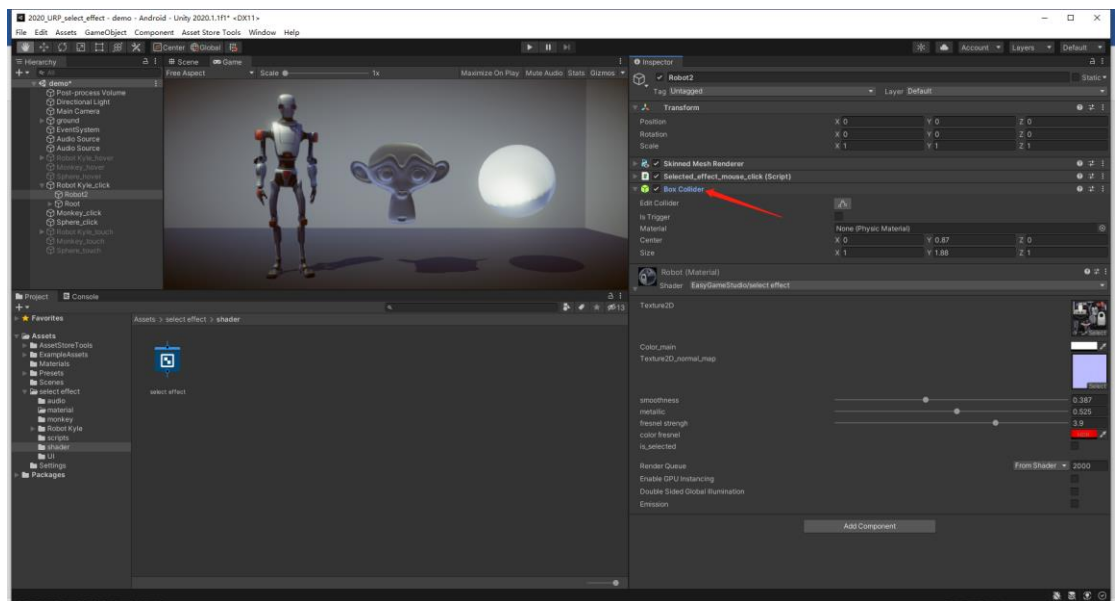 2020_URP_select_effect - demo - Android - Unity 2020.1.1f1* <DX11>
File Edit Assets GameObject Component Asset Store Tools Window Help
Center Global
Account Layers Default
Hierarchy
All
demo*
Post-process Volume
Directional Light
Main Camera
ground
EventSystem
Audio Source
Audio Source
Robot Kyle_hover
Monkey_hover
Sphere_hover
Robot Kyle_click
Robot2
Root
Monkey_click
Sphere_click
Robot Kyle_touch
Monkey_touch
Sphere_touch
Scene Game
Free Aspect Scale 1x Maximize On Play Mute Audio Stats Gizmos
Project Console
13
Favorites
Assets
AssetStoreTools
ExampleAssets
Materials
Presets
Scenes
select effect
audio
material
monkey
Robot Kyle
scripts
shader
UI
Settings
Packages
Assets > select effect > shader
select effect
Inspector
Robot2 Static
Tag Untagged Layer Default
Transform
Position X 0 Y 0 Z 0
Rotation X 0 Y 0 Z 0
Scale X 1 Y 1 Z 1
Skinned Mesh Renderer
Selected_effect_mouse_click (Script)
Box Collider
Edit Collider
Is Trigger
Material None (Physic Material)
Center X 0 Y 0.87 Z 0
Size X 1 Y 1.88 Z 1
Robot (Material)
Shader EasyGameStudio/select effect
Texture2D
Select
Color_main
Texture2D_normal_map
Select
smoothness 0.387
metallic 0.525
fresnel strengh 3.9
color fresnel HDR
is_selected
Render Queue From Shader 2000
Enable GPU Instancing
Double Sided Global Illumination
Emission
Add Component